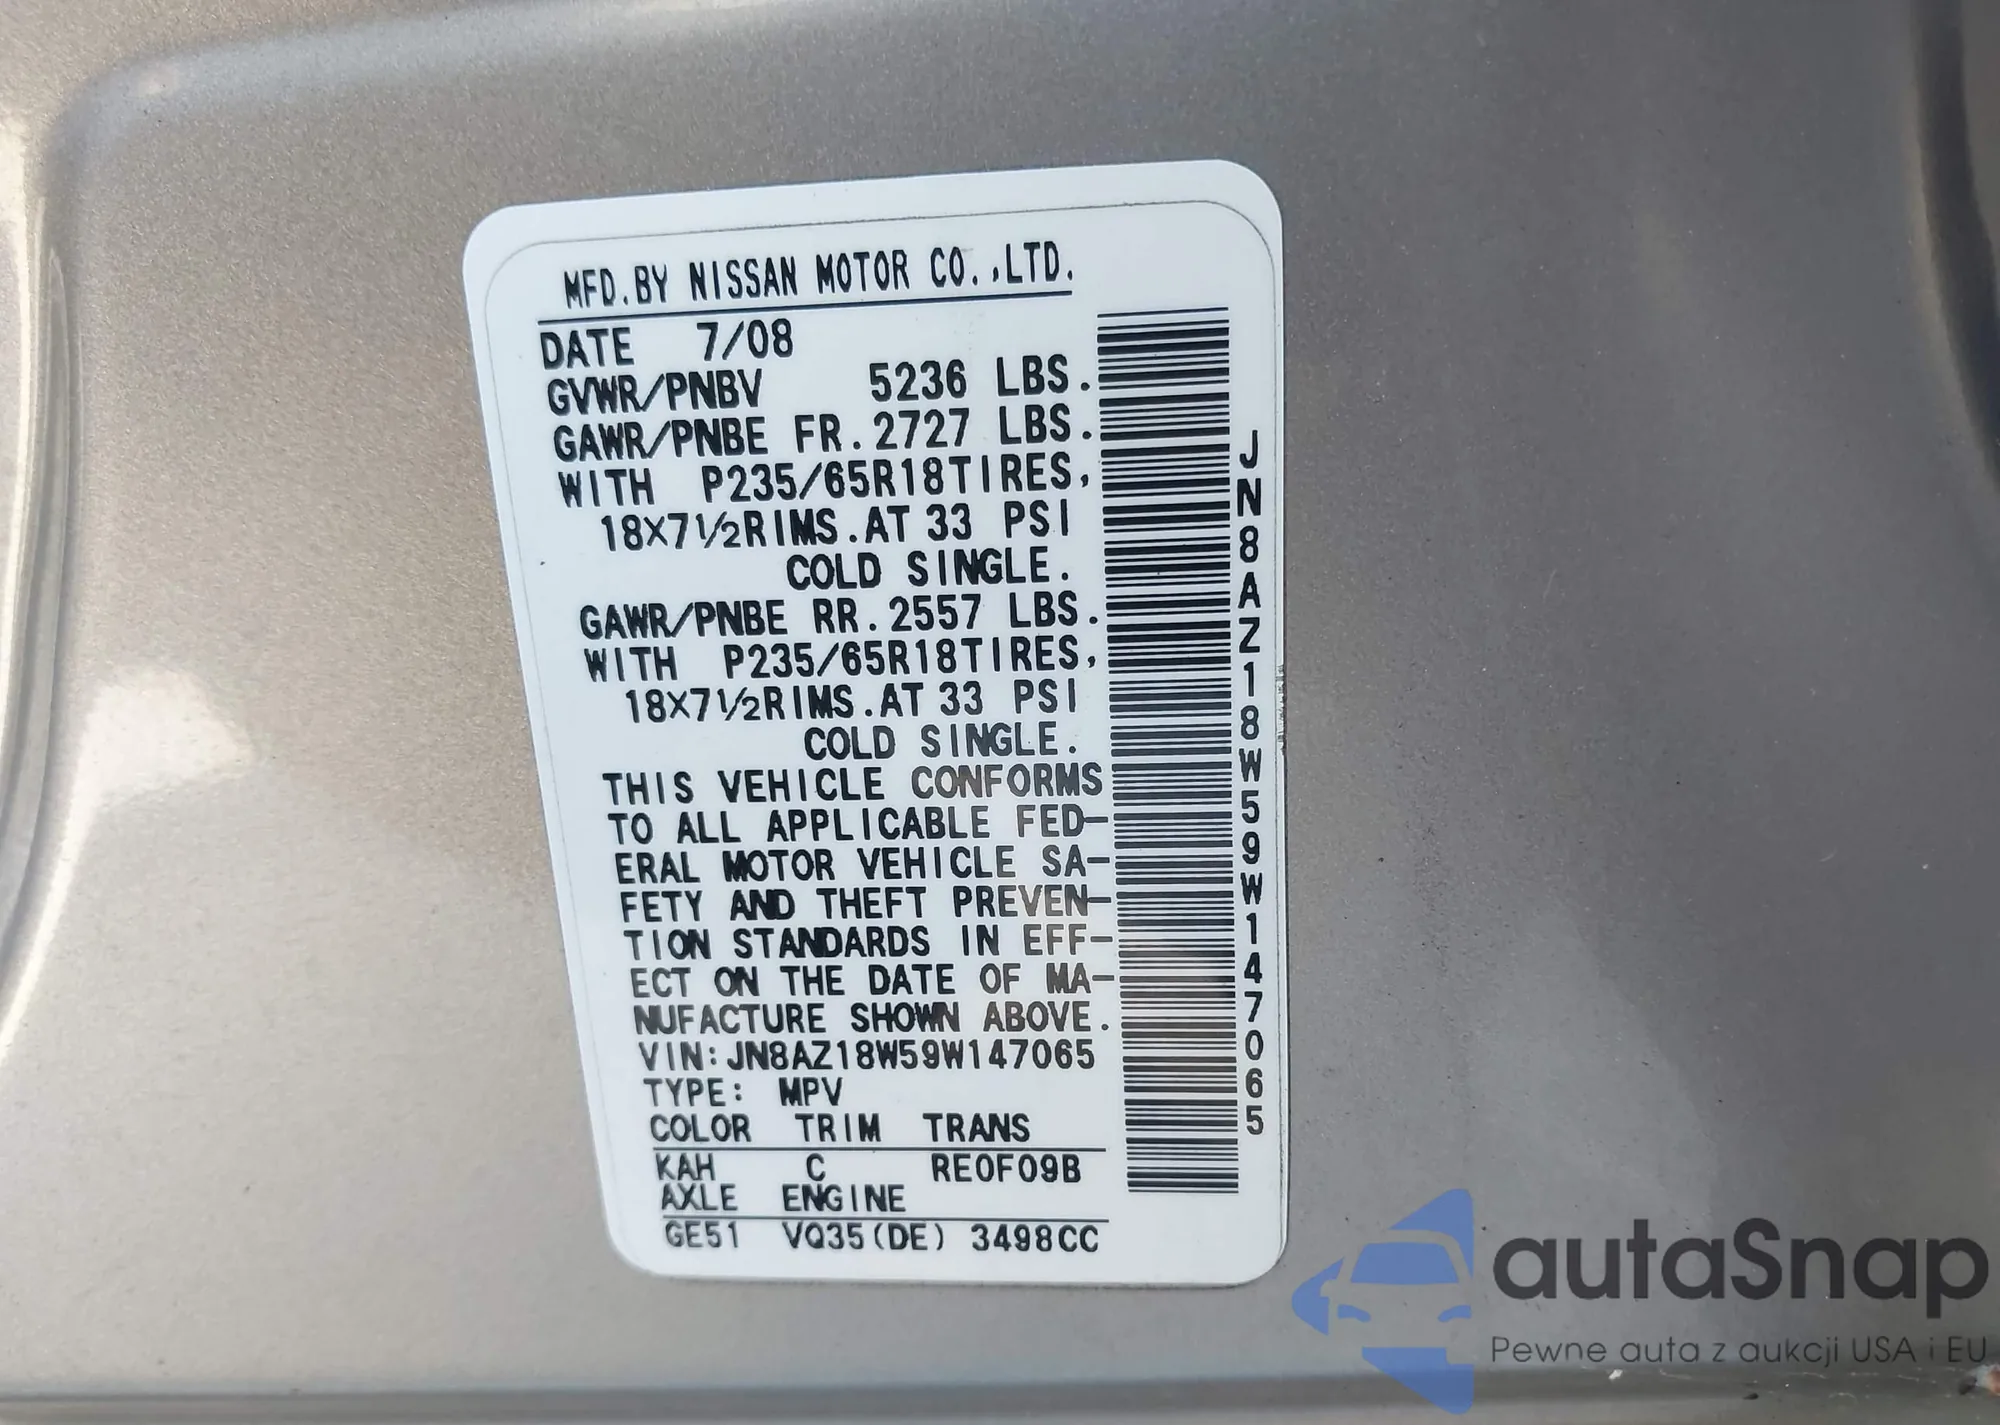 MFD.BY NISSAN MOTOR CO.,LTD.
DATE 7/08
GVWR/PNBV 5236 LBS.
GAWR/PNBE FR.2727 LBS.
WITH P235/65R18TIRES,
18X7½RIMS.AT 33 PSI
COLD SINGLE.
GAWR/PNBE RR.2557 LBS.
WITH P235/65R18TIRES,
18X7½RIMS.AT 33 PSI
COLD SINGLE.
THIS VEHICLE CONFORMS
TO ALL APPLICABLE FED-
ERAL MOTOR VEHICLE SA-
FETY AND THEFT PREVEN-
TION STANDARDS IN EFF-
ECT ON THE DATE OF MA-
NUFACTURE SHOWN ABOVE.
VIN:JN8AZ18W59W147065
TYPE: MPV
COLOR TRIM TRANS
KAH C RE0F09B
AXLE ENGINE
GE51 VQ35(DE) 3498CC
JN8AZ18W59W147065
autaSnap
Pewne auta z aukcji USA i EU